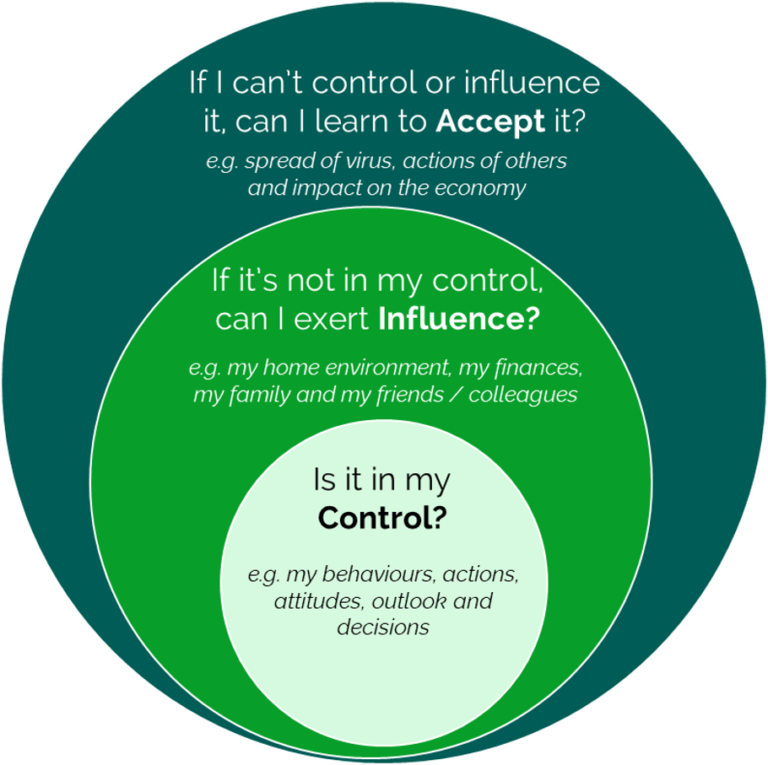 If I can't control or influence
it, can I learn to Accept it?
e.g. spread of virus, actions of others
and impact on the economy
If it's not in my control,
can I exert Influence?
e.g. my home environment, my finances,
my family and my friends / colleagues
Is it in my
Control?
e.g. my behaviours, actions,
attitudes, outlook and
decisions